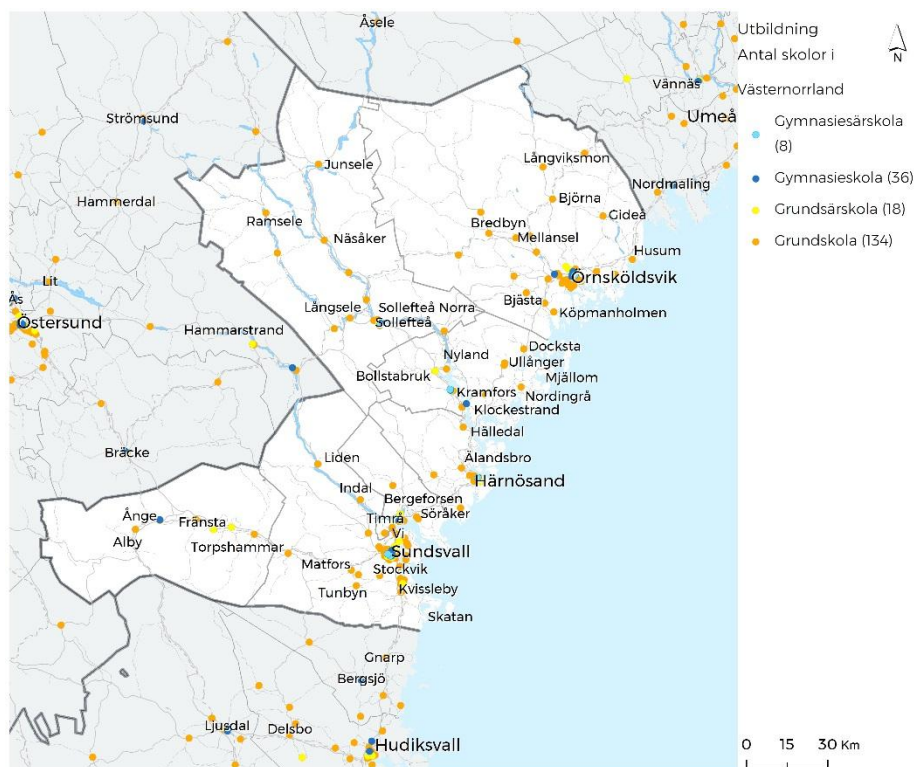 Utbildning
Antal skolor i
Västernorrland
Gymnasiesärskola
(8)
Gymnasieskola (36)
Grundsärskola (18)
Grundskola (134)
N
Åsele
Vännäs
Umeå
Strömsund
Långviksmon
Junsele
Nordmaling
Björna
Hammerdal
Ramsele
Bredbyn
Gideå
Näsåker
Mellansel
Husum
Lit
Örnsköldsvik
Ås
Östersund
Långsele
Sollefteå Norra
Bjästa
Köpmanholmen
Sollefteå
Hammarstrand
Docksta
Nyland
Ullånger
Bollstabruk
Mjällom
Kramfors
Nordingrå
Klockestrand
Hälledal
Bräcke
Älandsbro
Liden
Härnösand
Indal
Bergeforsen
Ånge
Fränsta
Timrå
Söråker
Alby
Vi
Torpshammar
Sundsvall
Matfors
Stockvik
Tunbyn
Kvissleby
Skatan
Gnarp
Bergsjö
Ljusdal
Delsbo
Hudiksvall
0 15 30 Km